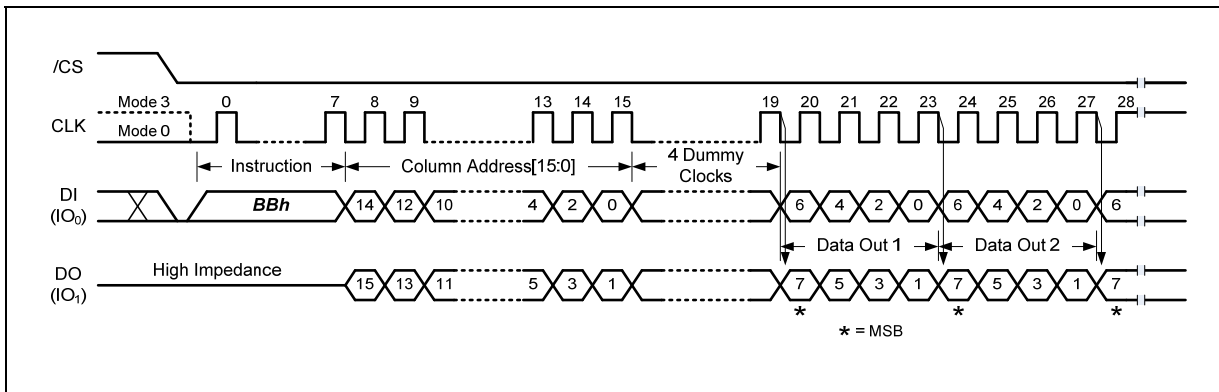 /CS
Mode 3 0 7 8 9 13 14 15 19 20 21 22 23 24 25 26 27 28
CLK
Mode 0
Instruction Column Address[15:0] 4 Dummy
Clocks
DI
(IO0) BBh 14 12 10 4 2 0 6 4 2 0 6 4 2 0 6
Data Out 1 Data Out 2
High Impedance
DO
(IO1) 15 13 11 5 3 1 7 5 3 1 7 5 3 1 7
* * *
* = MSB